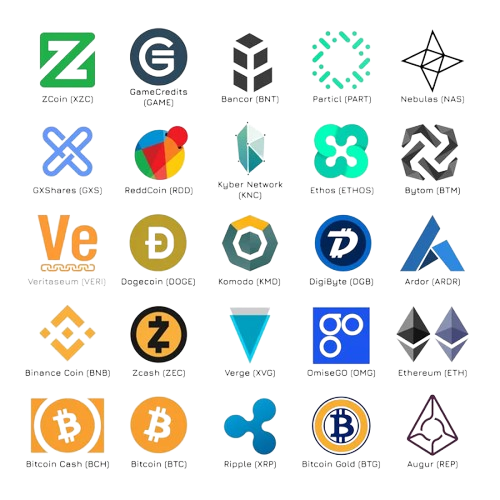 ZCoin (XZC)
GameCredits
(GAME)
Bancor (BNT)
Particl (PART)
Nebulas (NAS)
GXShares (GXS)
ReddCoin (RDD)
Kyber Network
(KNC)
Ethos (ETHOS)
Bytom (BTM)
Ve
Veritaseum (VERI)
Dogecoin (DOGE)
Komodo (KMD)
DigiByte (DGB)
Ardor (ARDR)
Binance Coin (BNB)
Zcash (ZEC)
Verge (XVG)
go
OmiseGO (OMG)
Ethereum (ETH)
Bitcoin Cash (BCH)
Bitcoin (BTC)
Ripple (XRP)
Bitcoin Gold (BTG)
Augur (REP)